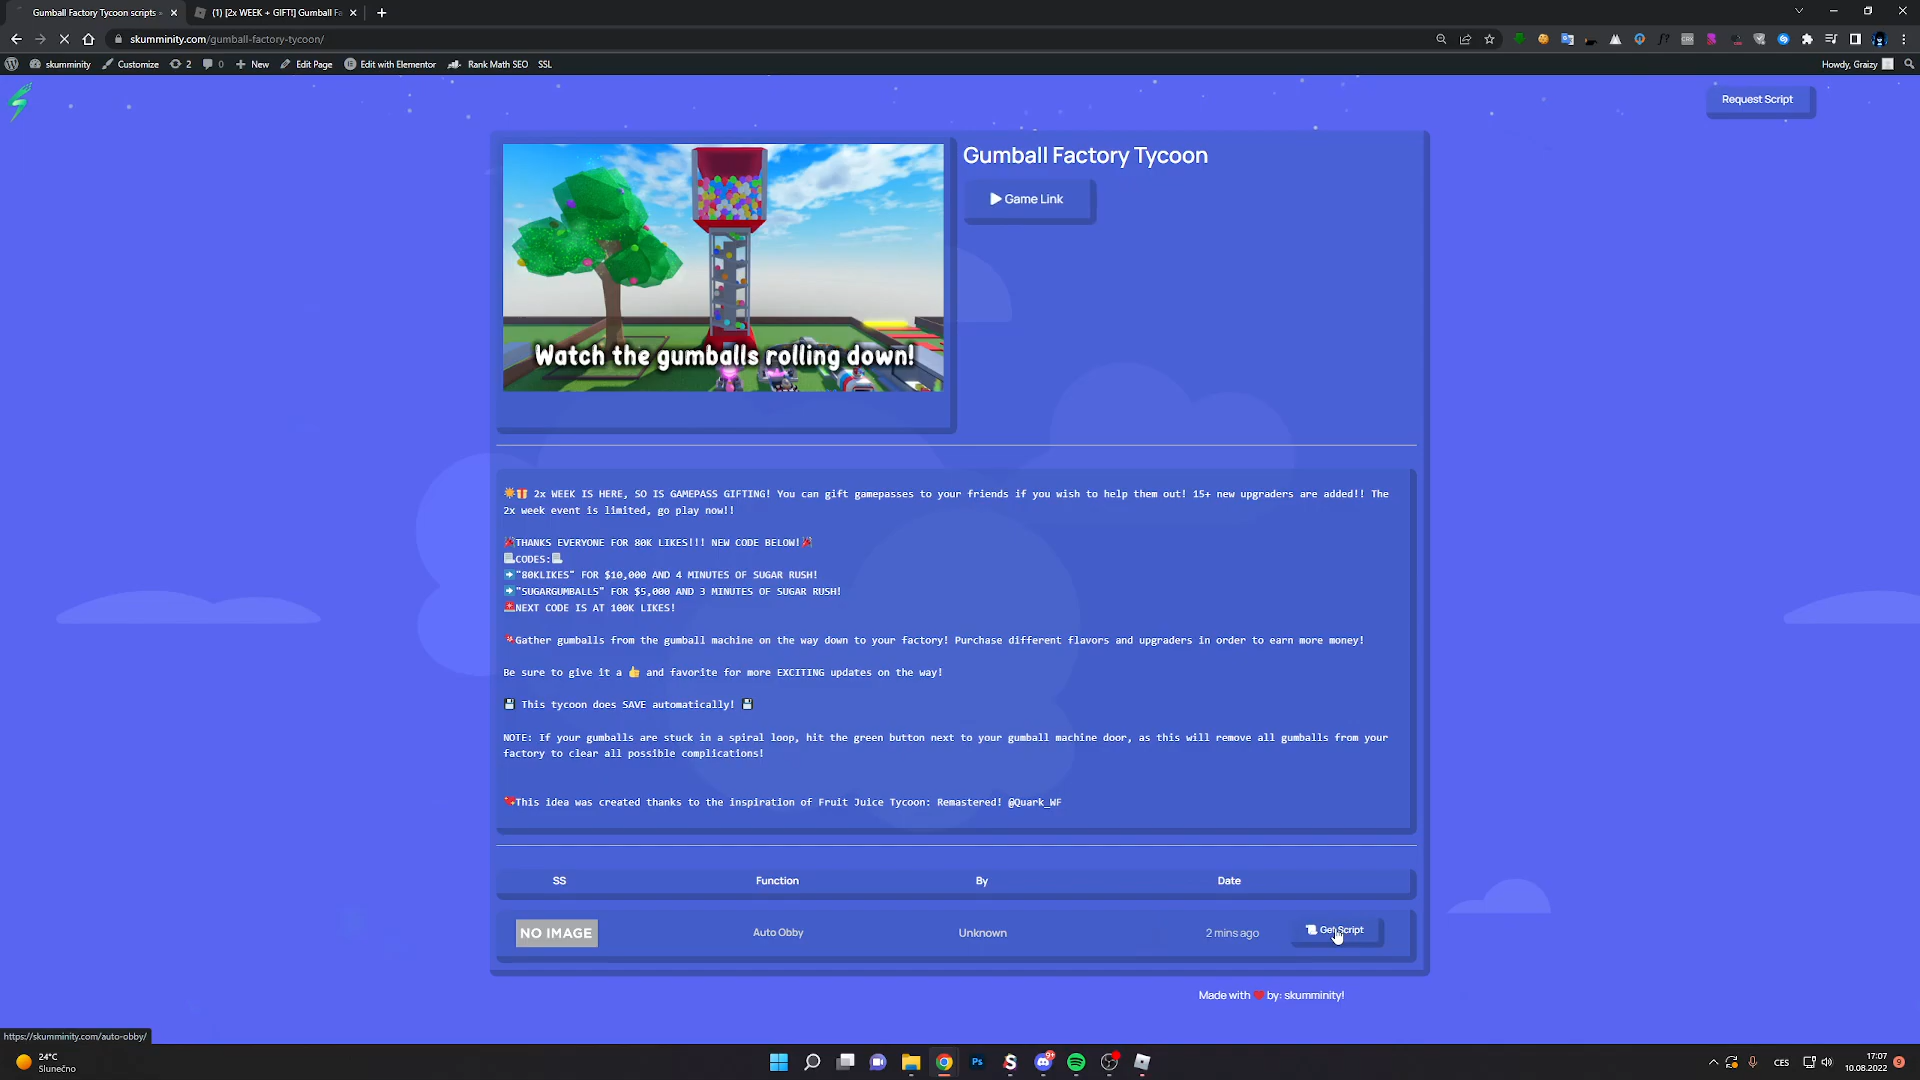 Gumball Factory Tycoon scripts -
(1) [2x WEEK + GIFT!] Gumball Fa
skumminity.com/gumball-factory-tycoon/
skumminity
Customize
2
0
New
Edit Page
Edit with Elementor
Rank Math SEO
SSL
Howdy, Graizy
Request Script
Gumball Factory Tycoon
Game Link
Watch the gumballs rolling down!
2x WEEK IS HERE, SO IS GAMEPASS GIFTING! You can gift gamepasses to your friends if you wish to help them out! 15+ new upgraders are added!! The
2x week event is limited, go play now!!
THANKS EVERYONE FOR 80K LIKES!!! NEW CODE BELOW!
CODES:
"80KLIKES" FOR $10,000 AND 4 MINUTES OF SUGAR RUSH!
"SUGARGUMBALLS" FOR $5,000 AND 3 MINUTES OF SUGAR RUSH!
NEXT CODE IS AT 100K LIKES!
Gather gumballs from the gumball machine on the way down to your factory! Purchase different flavors and upgraders in order to earn more money!
Be sure to give it a 👍 and favorite for more EXCITING updates on the way!
💾 This tycoon does SAVE automatically! 💾
NOTE: If your gumballs are stuck in a spiral loop, hit the green button next to your gumball machine door, as this will remove all gumballs from your
factory to clear all possible complications!
This idea was created thanks to the inspiration of Fruit Juice Tycoon: Remastered! @Quark_WF
SS
Function
By
Date
NO IMAGE
Auto Obby
Unknown
2 mins ago
Get Script
Made with ❤ by: skumminity!
https://skumminity.com/auto-obby/
24°C
Slunečno
Ps
CES
17:07
10.08.2022
9